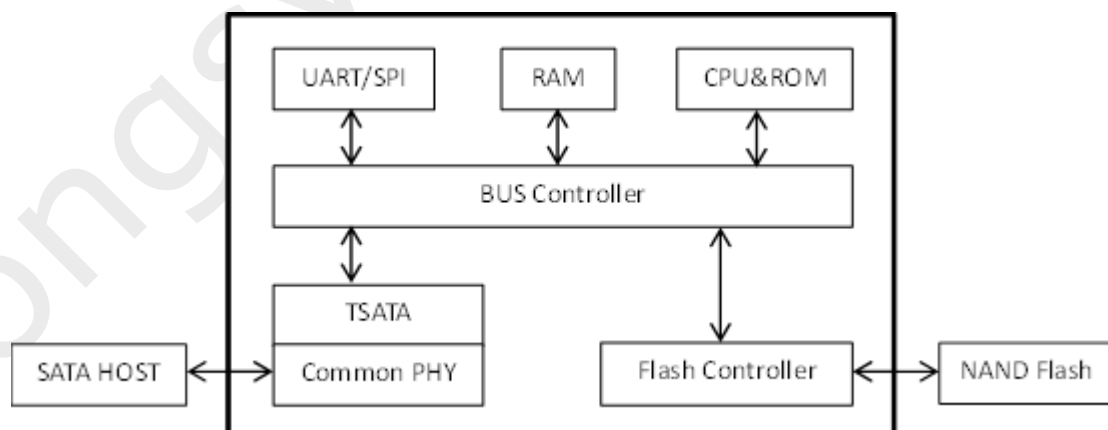 UART/SPI
RAM
CPU&ROM
BUS Controller
TSATA
SATA HOST
Common PHY
Flash Controller
NAND Flash